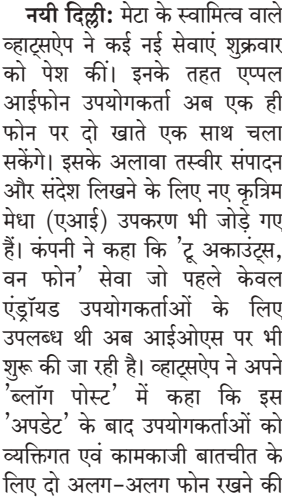 नयी दिल्ली: मेटा के स्वामित्व वाले
व्हाट्सऐप ने कई नई सेवाएं शुक्रवार
को पेश कीं। इनके तहत एप्पल
आईफोन उपयोगकर्ता अब एक ही
फोन पर दो खाते एक साथ चला
सकेंगे। इसके अलावा तस्वीर संपादन
और संदेश लिखने के लिए नए कृत्रिम
मेधा (एआई) उपकरण भी जोड़े गए
हैं। कंपनी ने कहा कि 'टू अकाउंट्स,
वन फोन' सेवा जो पहले केवल
एंड्रॉयड उपयोगकर्ताओं के लिए
उपलब्ध थी अब आईओएस पर भी
शुरू की जा रही है। व्हाट्सऐप ने अपने
'ब्लॉग पोस्ट' में कहा कि इस
'अपडेट' के बाद उपयोगकर्ताओं को
व्यक्तिगत एवं कामकाजी बातचीत के
लिए दो अलग-अलग फोन रखने की